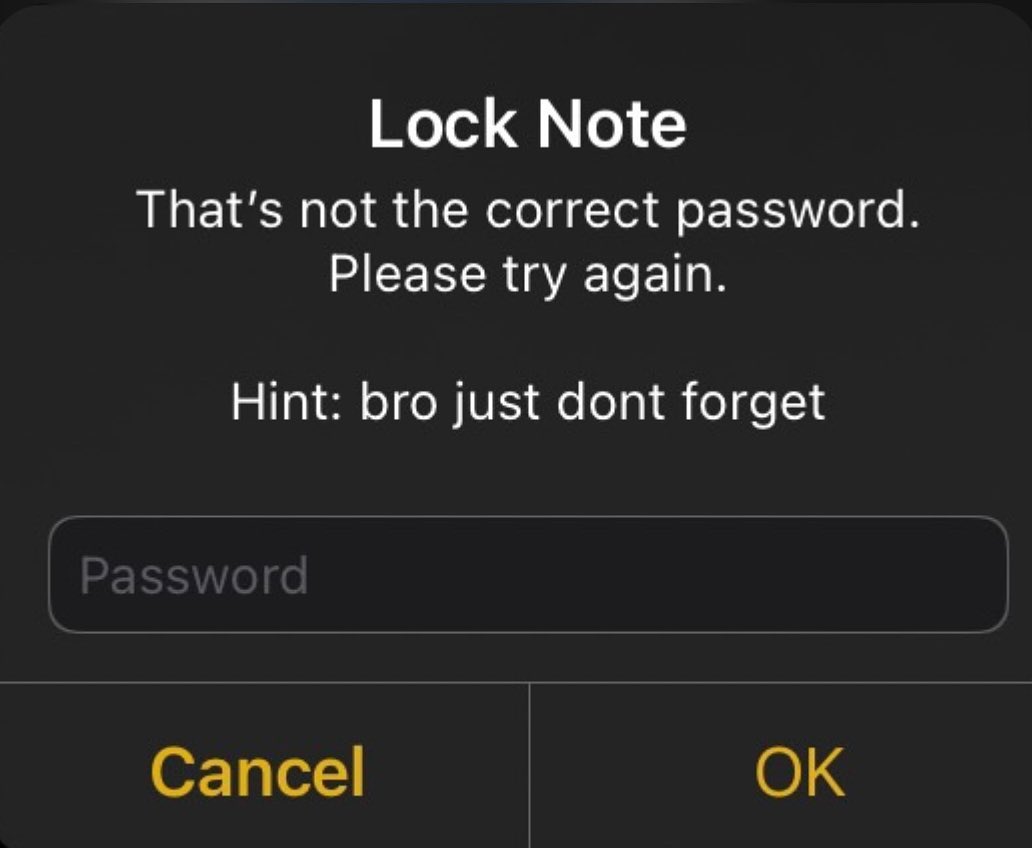 Lock Note
That’s not the correct password.
Please try again.
Hint: bro just dont forget
Password
Cancel
OK